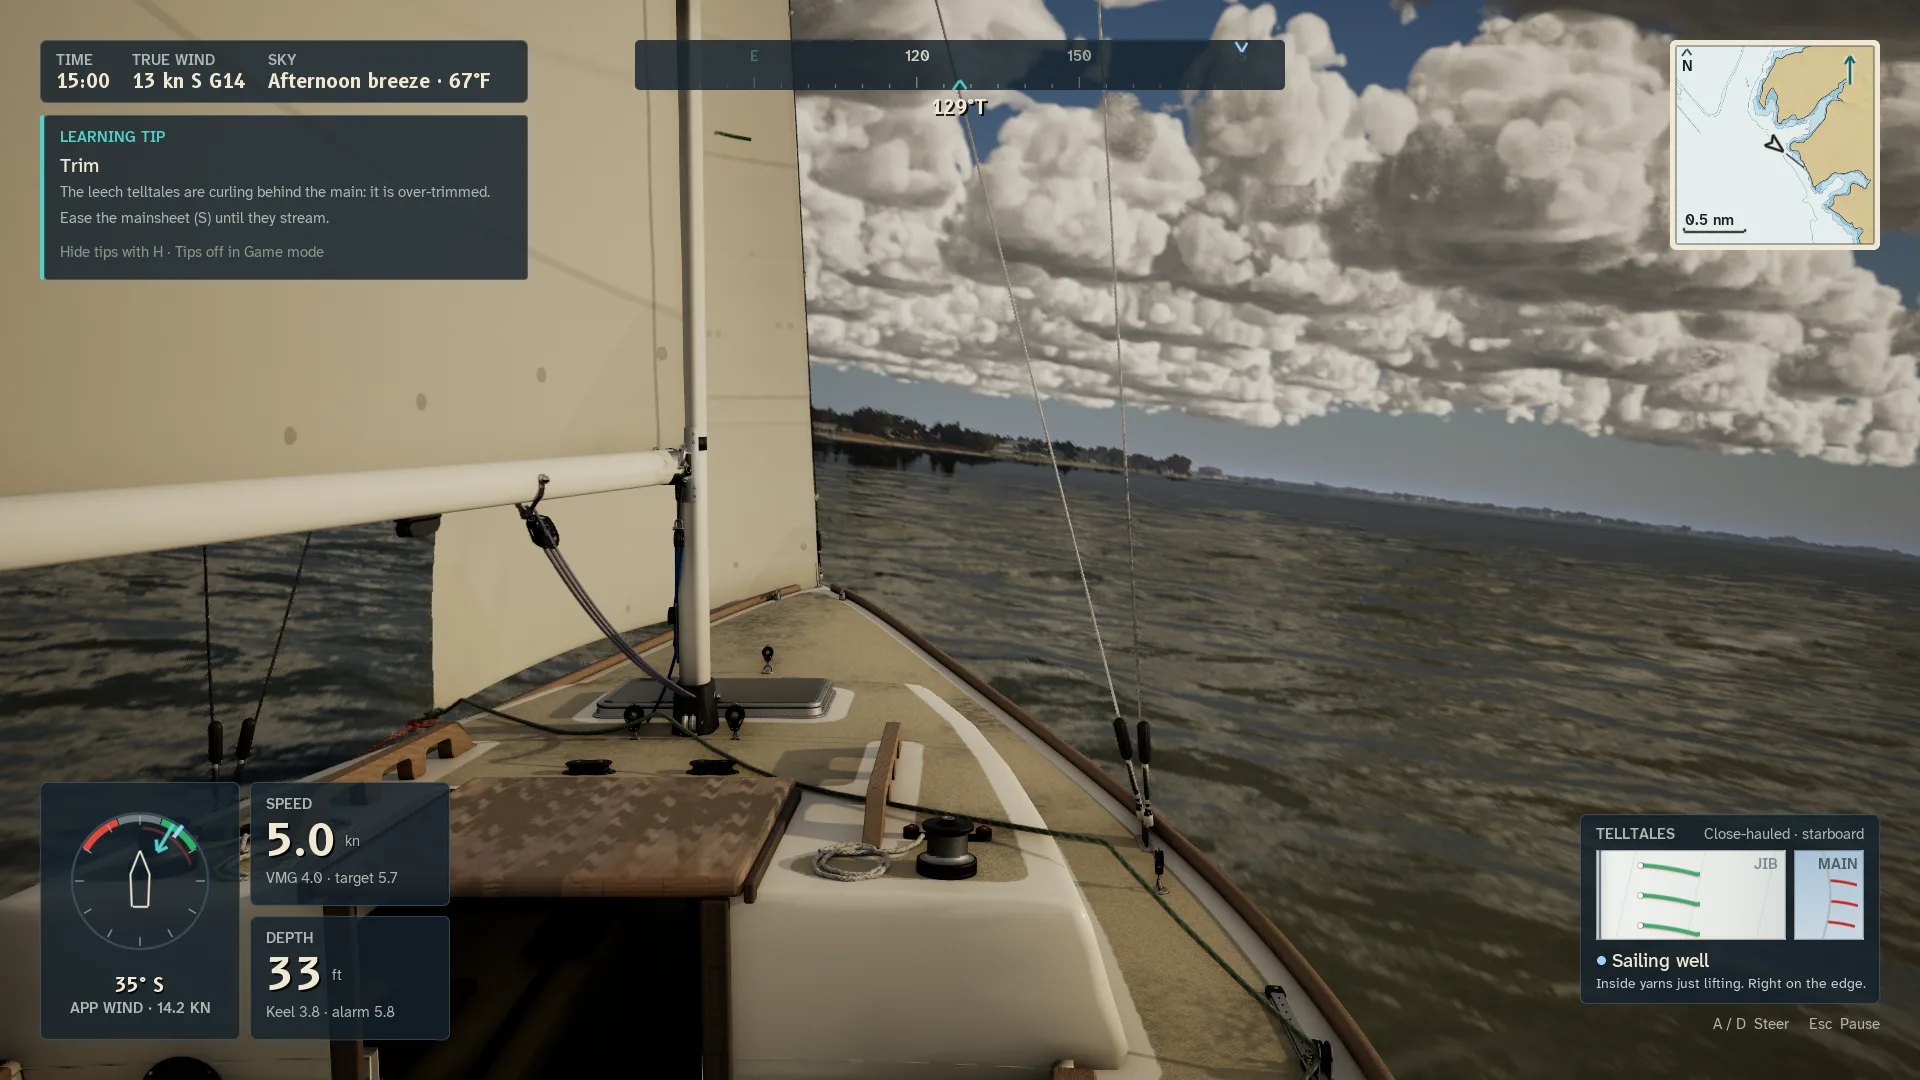 TIME TRUE WIND SKY
15:00 13 kn S G14 Afternoon breeze · 67°F
LEARNING TIP
Trim
The leech telltales are curling behind the main: it is over-trimmed.
Ease the mainsheet (S) until they stream.
Hide tips with H · Tips off in Game mode
E 120 150
129°T
N
0.5 nm
35° S
APP WIND · 14.2 KN
SPEED
5.0 kn
VMG 4.0 · target 5.7
DEPTH
33 ft
Keel 3.8 · alarm 5.8
TELLTALES Close-hauled · starboard
JIB MAIN
Sailing well
Inside yarns just lifting. Right on the edge.
A / D Steer Esc Pause